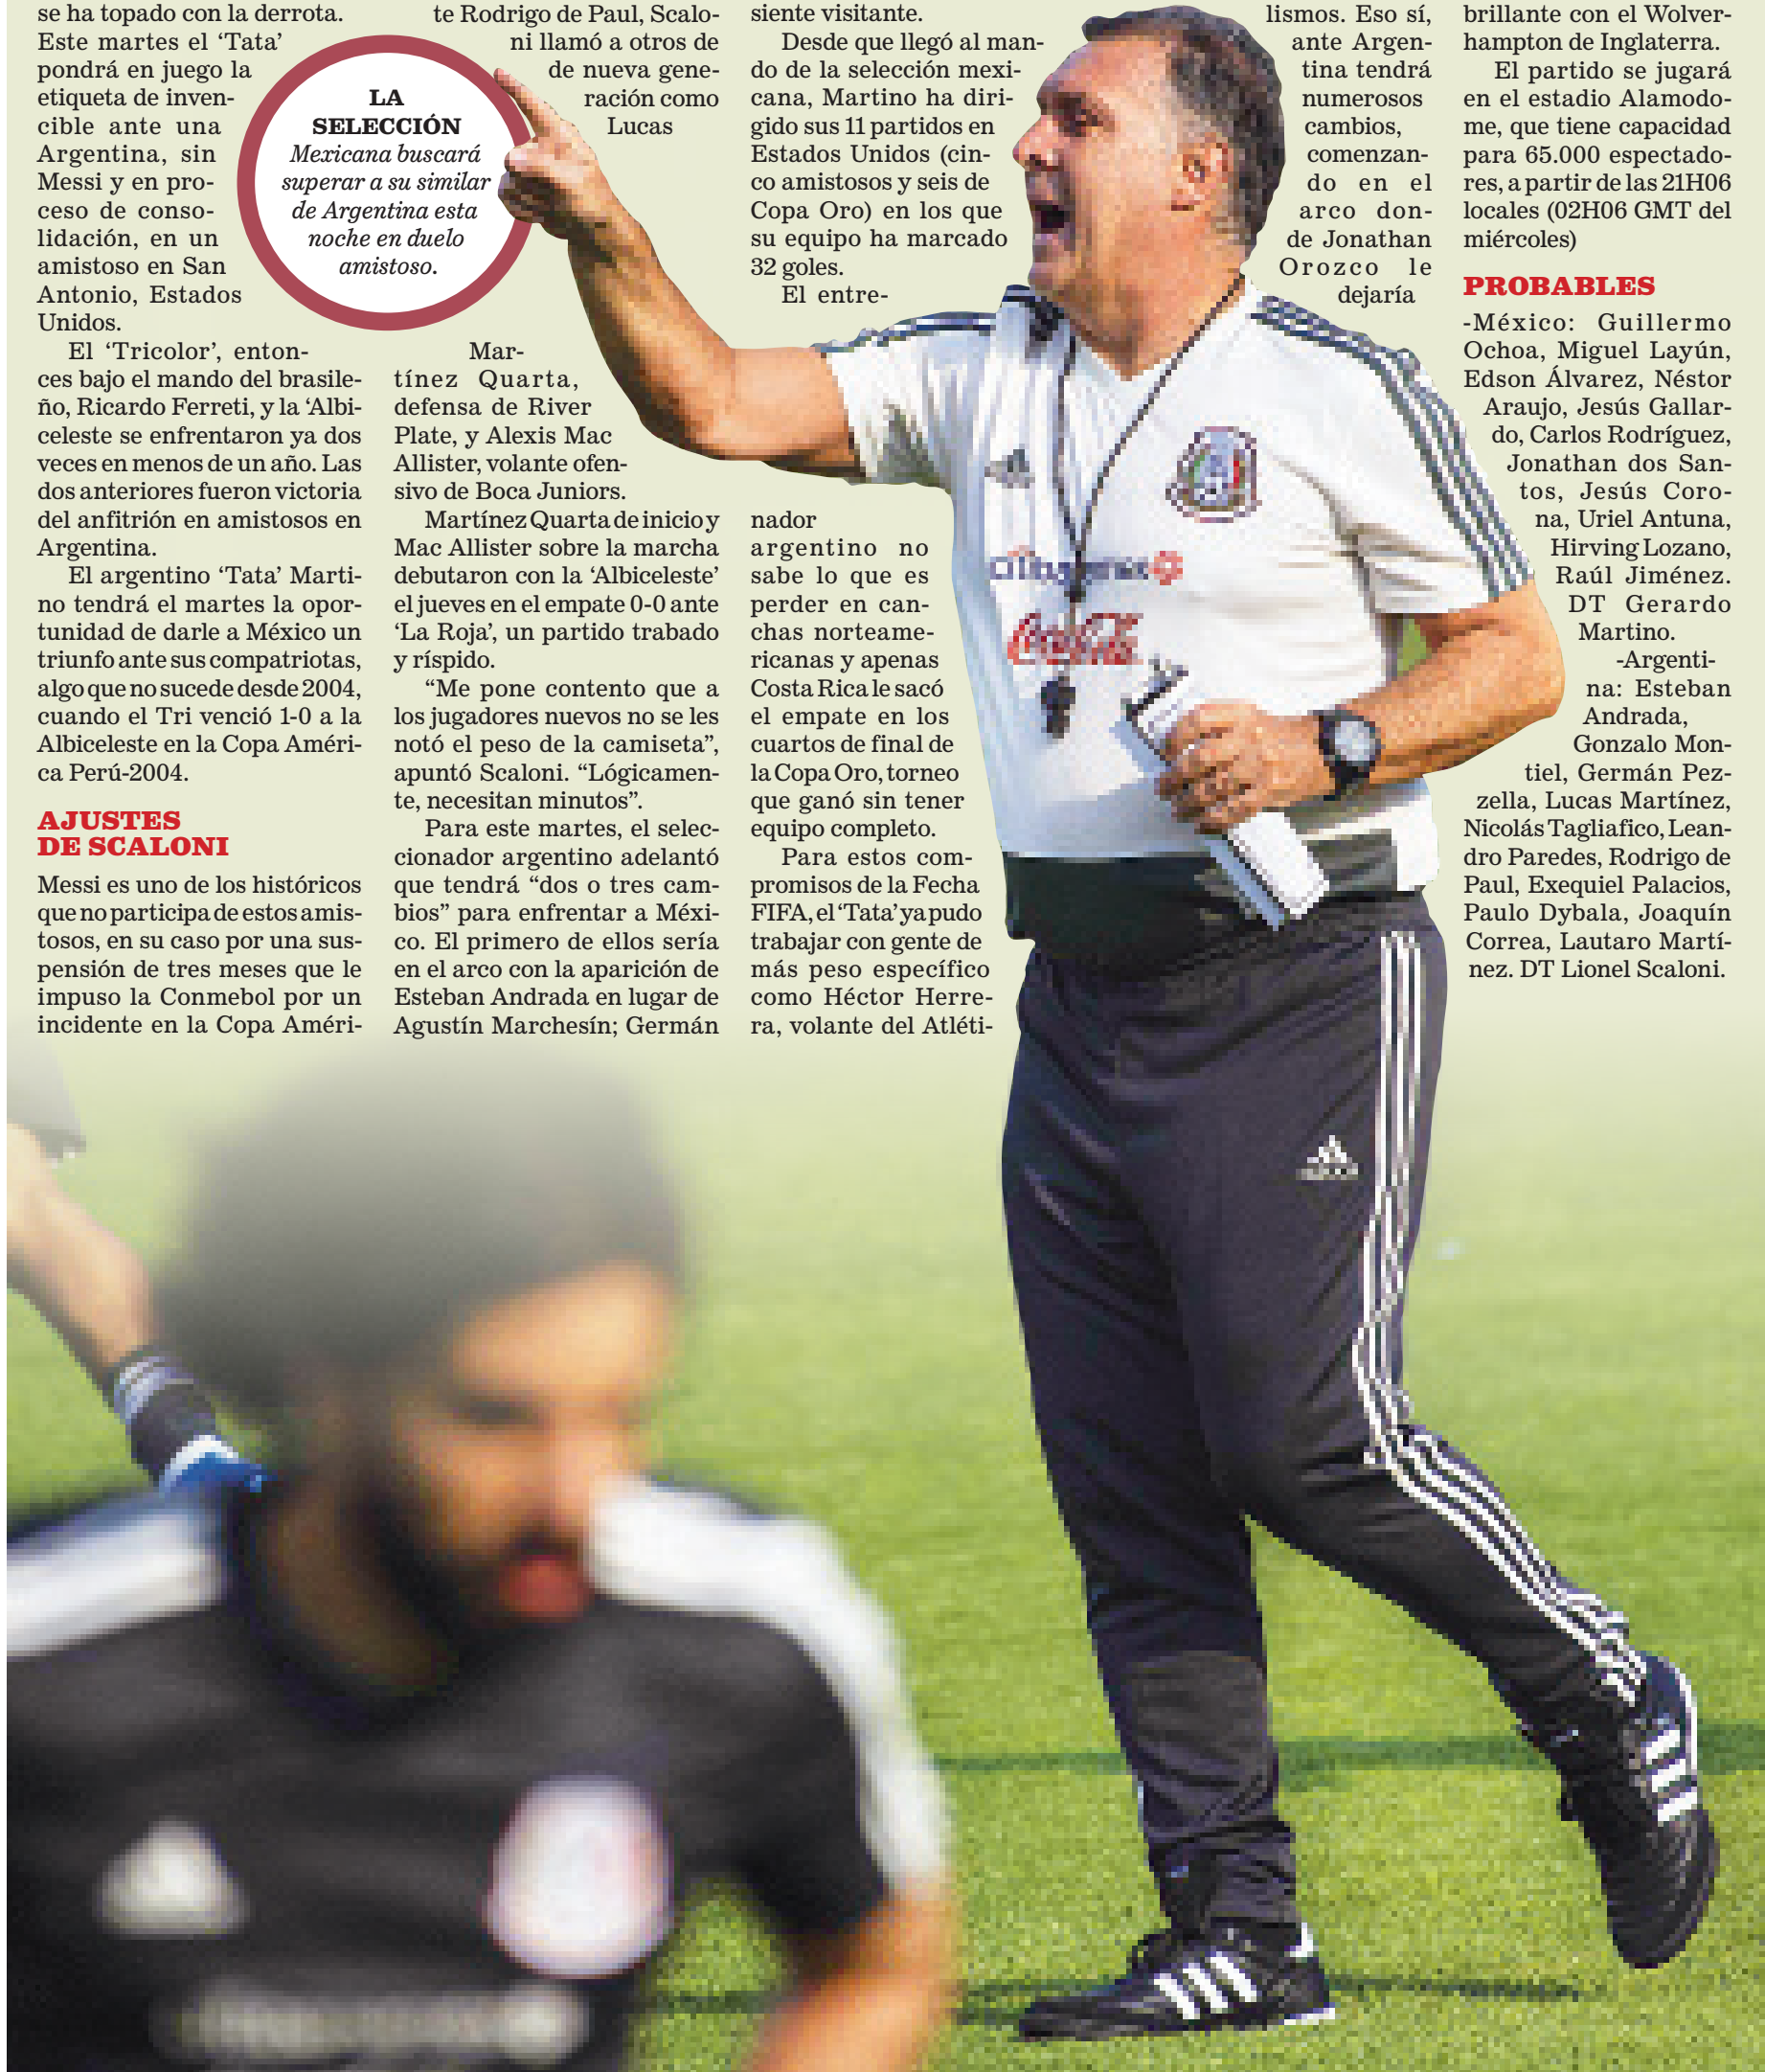 se ha topado con la derrota.
Este martes el ‘Tata’
pondrá en juego la
etiqueta de inven-
cible ante una
Argentina, sin
Messi y en pro-
ceso de conso-
lidación, en un
amistoso en San
Antonio, Estados
Unidos.
El ‘Tricolor’, enton-
ces bajo el mando del brasile-
ño, Ricardo Ferreti, y la ‘Albi-
celeste se enfrentaron ya dos
veces en menos de un año. Las
dos anteriores fueron victoria
del anfitrión en amistosos en
Argentina.
El argentino ‘Tata’ Marti-
no tendrá el martes la opor-
tunidad de darle a México un
triunfo ante sus compatriotas,
algo que no sucede desde 2004,
cuando el Tri venció 1-0 a la
Albiceleste en la Copa Améri-
ca Perú-2004.
AJUSTES
DE SCALONI
Messi es uno de los históricos
que no participa de estos amis-
tosos, en su caso por una sus-
pensión de tres meses que le
impuso la Conmebol por un
incidente en la Copa Améri-
LA
SELECCIÓN
Mexicana buscará
superar a su similar
de Argentina esta
noche en duelo
amistoso.
te Rodrigo de Paul, Scalo-
ni llamó a otros de
de nueva gene-
ración como
Lucas
Mar-
tínez Quarta,
defensa de River
Plate, y Alexis Mac
Allister, volante ofen-
sivo de Boca Juniors.
Martínez Quarta de inicio y
Mac Allister sobre la marcha
debutaron con la ‘Albiceleste’
el jueves en el empate 0-0 ante
‘La Roja’, un partido trabado
y ríspido.
“Me pone contento que a
los jugadores nuevos no se les
notó el peso de la camiseta”,
apuntó Scaloni. “Lógicamen-
te, necesitan minutos”.
Para este martes, el selec-
cionador argentino adelantó
que tendrá “dos o tres cam-
bios” para enfrentar a Méxi-
co. El primero de ellos sería
en el arco con la aparición de
Esteban Andrada en lugar de
Agustín Marchesín; Germán
siente visitante.
Desde que llegó al man-
do de la selección mexi-
cana, Martino ha diri-
gido sus 11 partidos en
Estados Unidos (cin-
co amistosos y seis de
Copa Oro) en los que
su equipo ha marcado
32 goles.
El entre-
nador
argentino no
sabe lo que es
perder en can-
chas norteame-
ricanas y apenas
Costa Rica le sacó
el empate en los
cuartos de final de
la Copa Oro, torneo
que ganó sin tener
equipo completo.
Para estos com-
promisos de la Fecha
FIFA, el ‘Tata’ ya pudo
trabajar con gente de
más peso específico
como Héctor Herre-
ra, volante del Atléti-
lismos. Eso sí,
ante Argen-
tina tendrá
numerosos
cambios,
comenzan-
do en el
arco don-
de Jonathan
Orozco le
dejaría
brillante con el Wolver-
hampton de Inglaterra.
El partido se jugará
en el estadio Alamodo-
me, que tiene capacidad
para 65.000 espectado-
res, a partir de las 21H06
locales (02H06 GMT del
miércoles)
PROBABLES
-México: Guillermo
Ochoa, Miguel Layún,
Edson Álvarez, Néstor
Araujo, Jesús Gallar-
do, Carlos Rodríguez,
Jonathan dos San-
tos, Jesús Coro-
na, Uriel Antuna,
Hirving Lozano,
Raúl Jiménez.
DT Gerardo
Martino.
-Argenti-
na: Esteban
Andrada,
Gonzalo Mon-
tiel, Germán Pez-
zella, Lucas Martínez,
Nicolás Tagliafico, Lean-
dro Paredes, Rodrigo de
Paul, Exequiel Palacios,
Paulo Dybala, Joaquín
Correa, Lautaro Martí-
nez. DT Lionel Scaloni.
Coca-Cola